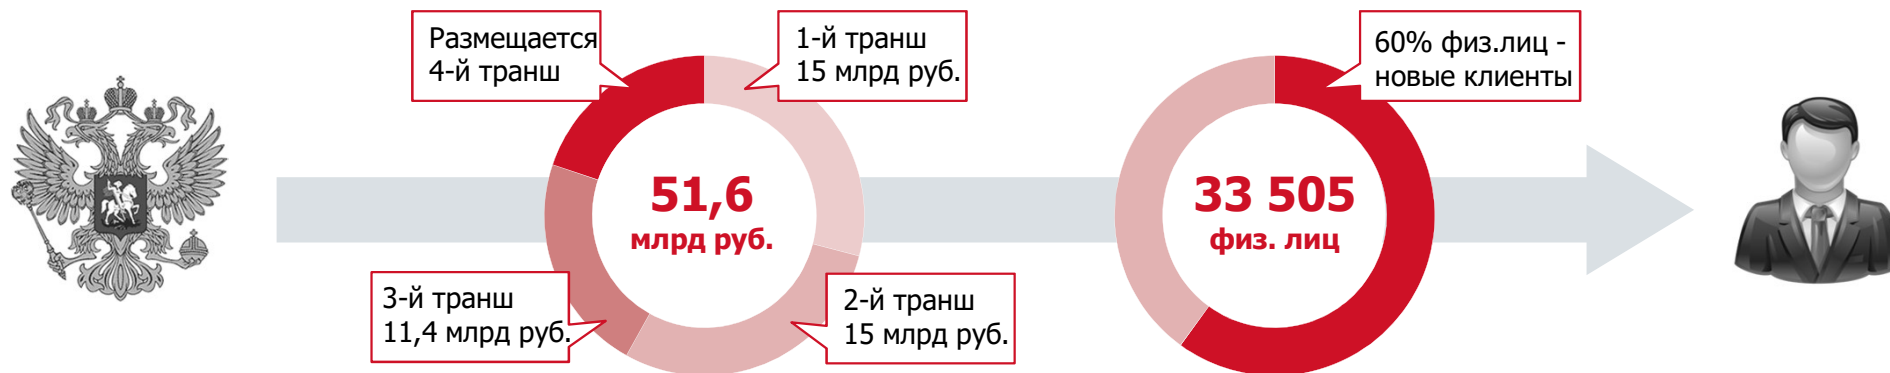 Размещается
4-й транш
1-й транш
15 млрд руб.
51,6
млрд руб.
3-й транш
11,4 млрд руб.
2-й транш
15 млрд руб.
60% физ.лиц -
новые клиенты
33 505
физ. лиц